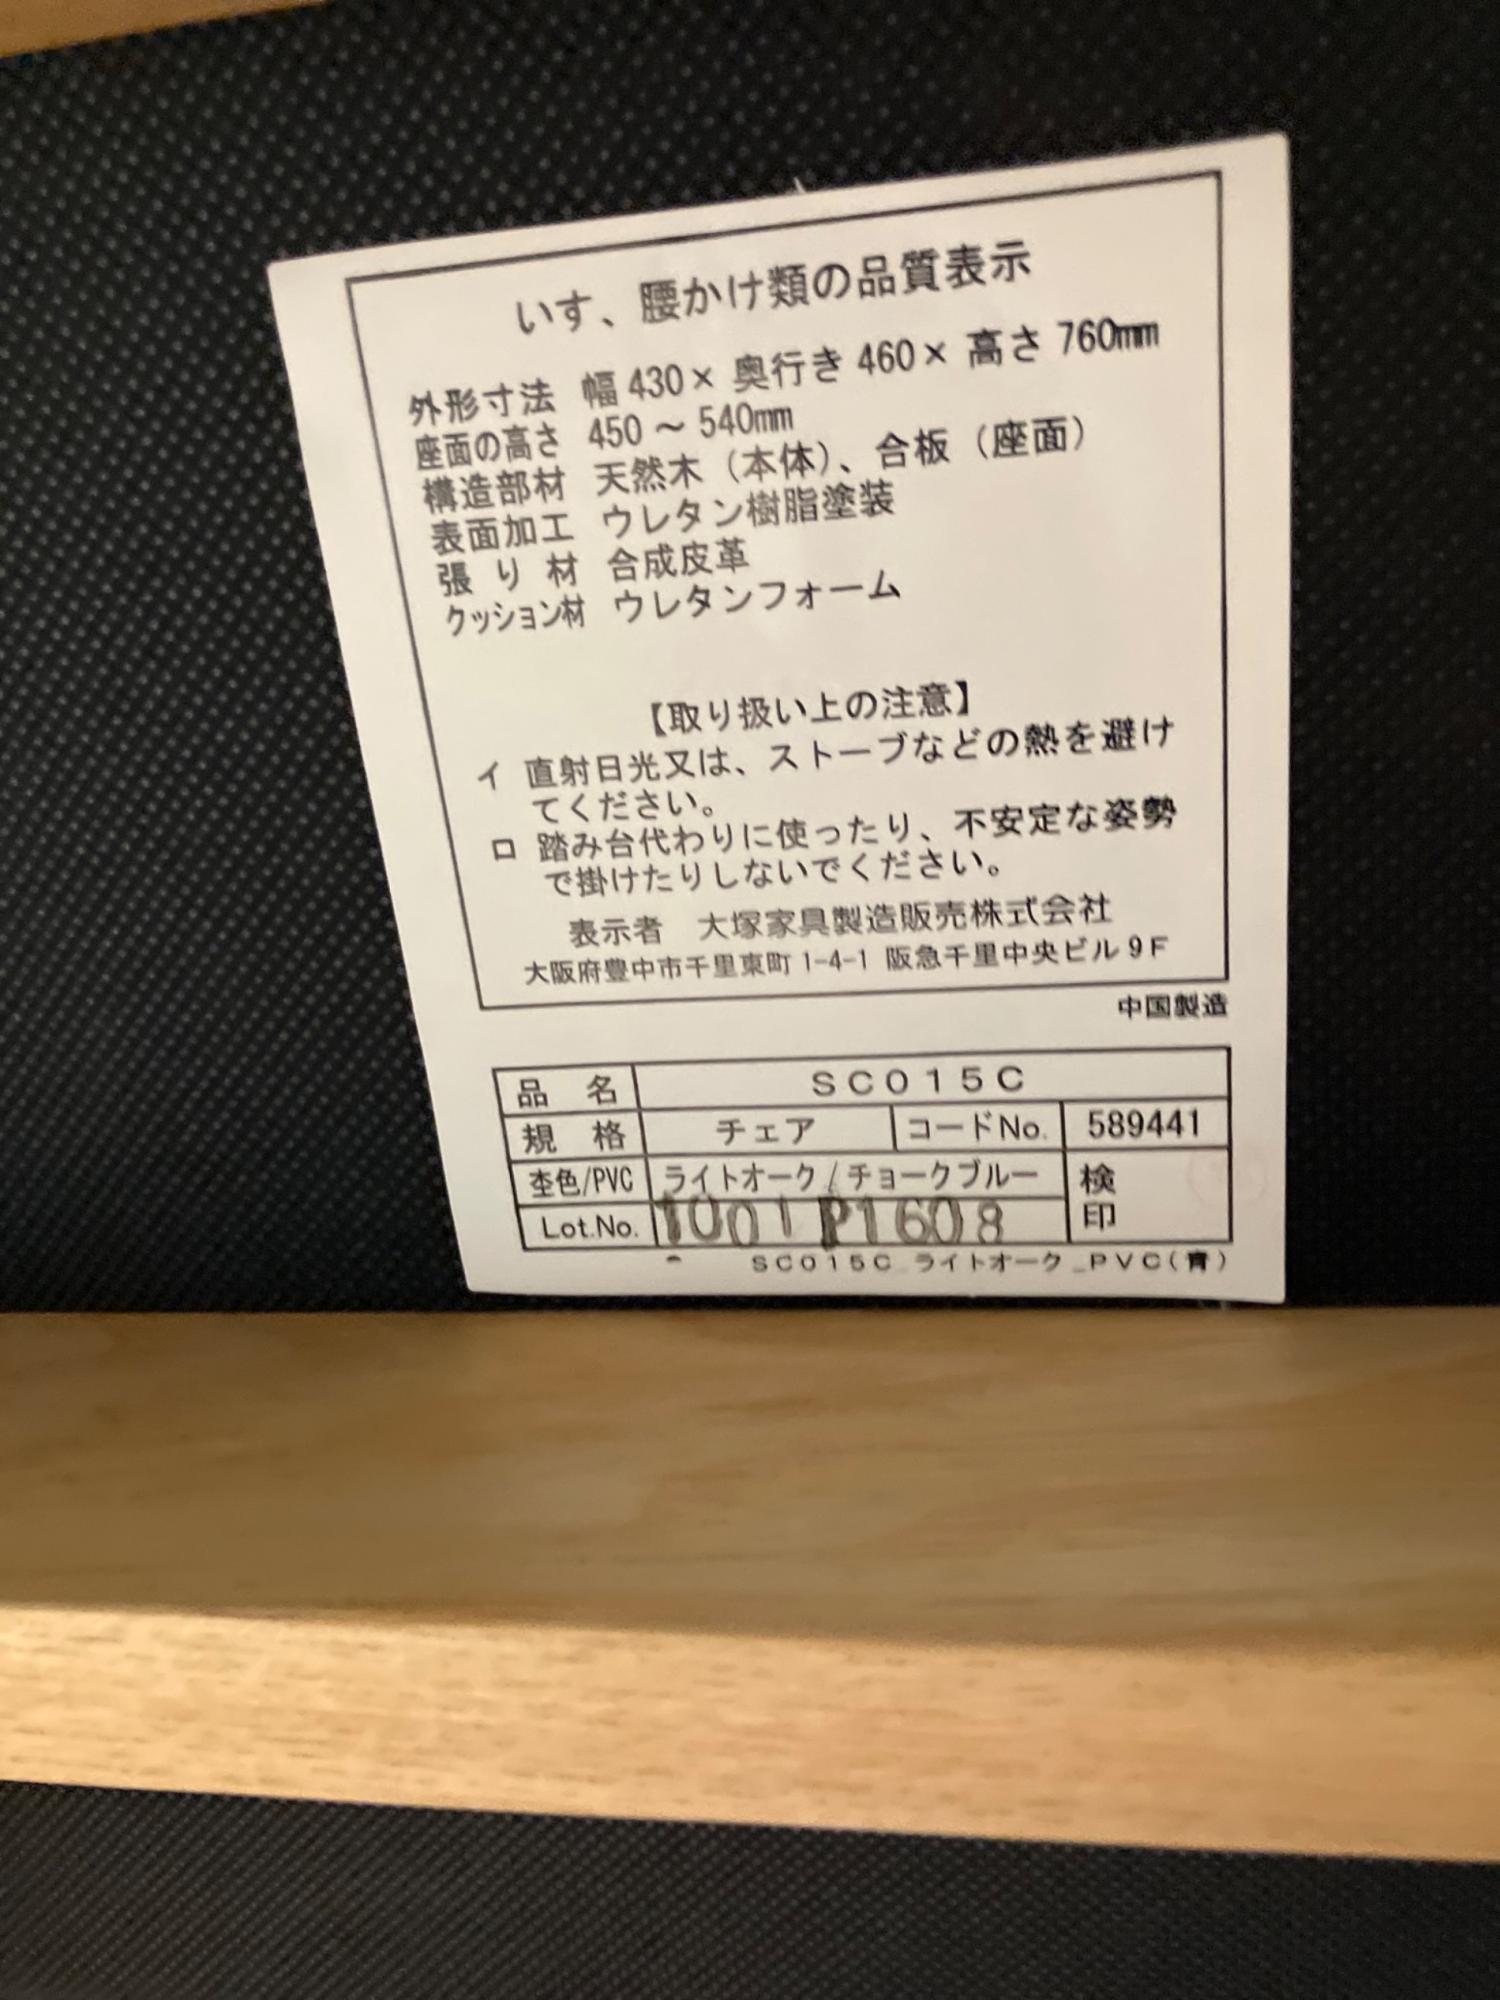 いす、腰かけ類の品質表示
外形寸法 幅 430× 奥行き 460× 高さ 760mm
座面の高さ 450 ～ 540mm
構造部材 天然木（本体）、合板（座面）
表面加工 ウレタン樹脂塗装
張り材 合成皮革
クッション材 ウレタンフォーム
【取り扱い上の注意】
イ 直射日光又は、ストーブなどの熱を避け
てください。
ロ 踏み台代わりに使ったり、不安定な姿勢
で掛けたりしないでください。
表示者 大塚家具製造販売株式会社
大阪府豊中市千里東町 1-4-1 阪急千里中央ビル 9F
中国製造
品名 SC015C
規格 チェア コードNo. 589441
杢色/PVC ライトオーク / チョークブルー 検印
Lot.No. 1001 P1608
SC015C_ライトオーク_PVC(青)